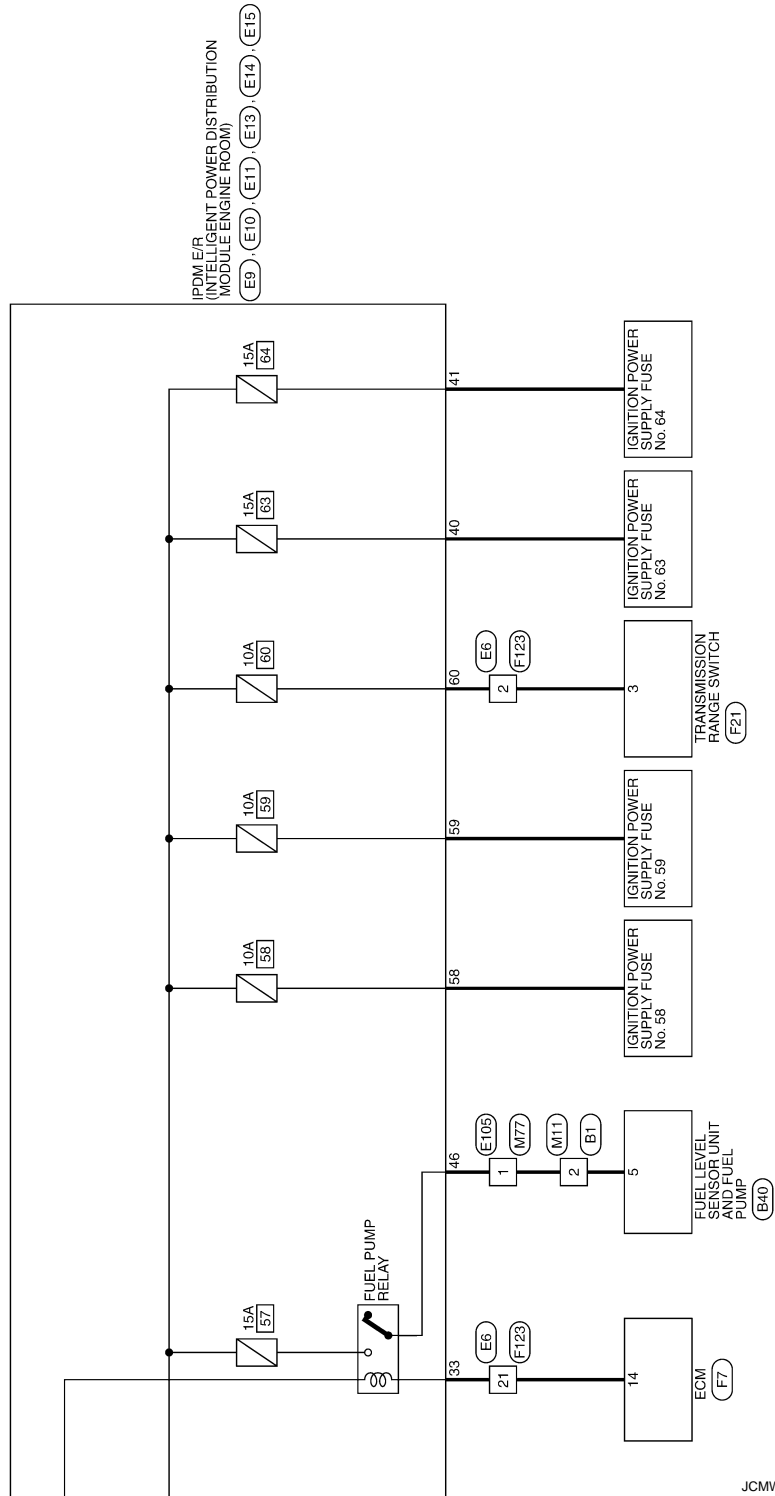 IPDM E/R
(INTELLIGENT POWER DISTRIBUTION
MODULE ENGINE ROOM)
E9 , E10 , E11 , E13 , E14 , E15
15A
64
41
IGNITION POWER
SUPPLY FUSE
No. 64
15A
63
40
IGNITION POWER
SUPPLY FUSE
No. 63
10A
60
60
E6
2
F123
3
TRANSMISSION
RANGE SWITCH
F21
10A
59
59
IGNITION POWER
SUPPLY FUSE
No. 59
10A
58
58
IGNITION POWER
SUPPLY FUSE
No. 58
46
E105
1
M77
M11
2
B1
5
FUEL LEVEL
SENSOR UNIT
AND FUEL
PUMP
B40
15A
57
FUEL PUMP
RELAY
33
E6
21
F123
14
ECM
F7